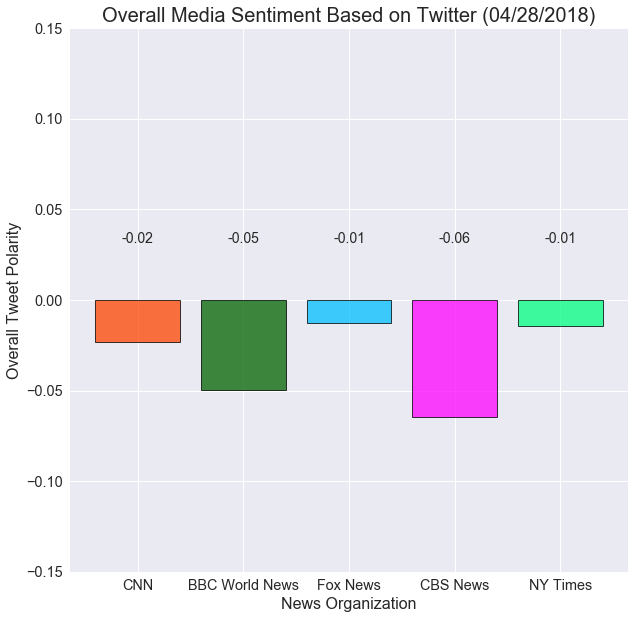 Overall Media Sentiment Based on Twitter (04/28/2018)
0.15
0.10
0.05
0.00
−0.05
−0.10
−0.15
Overall Tweet Polarity
-0.02 -0.05 -0.01 -0.06 -0.01
CNN BBC World News Fox News CBS News NY Times
News Organization